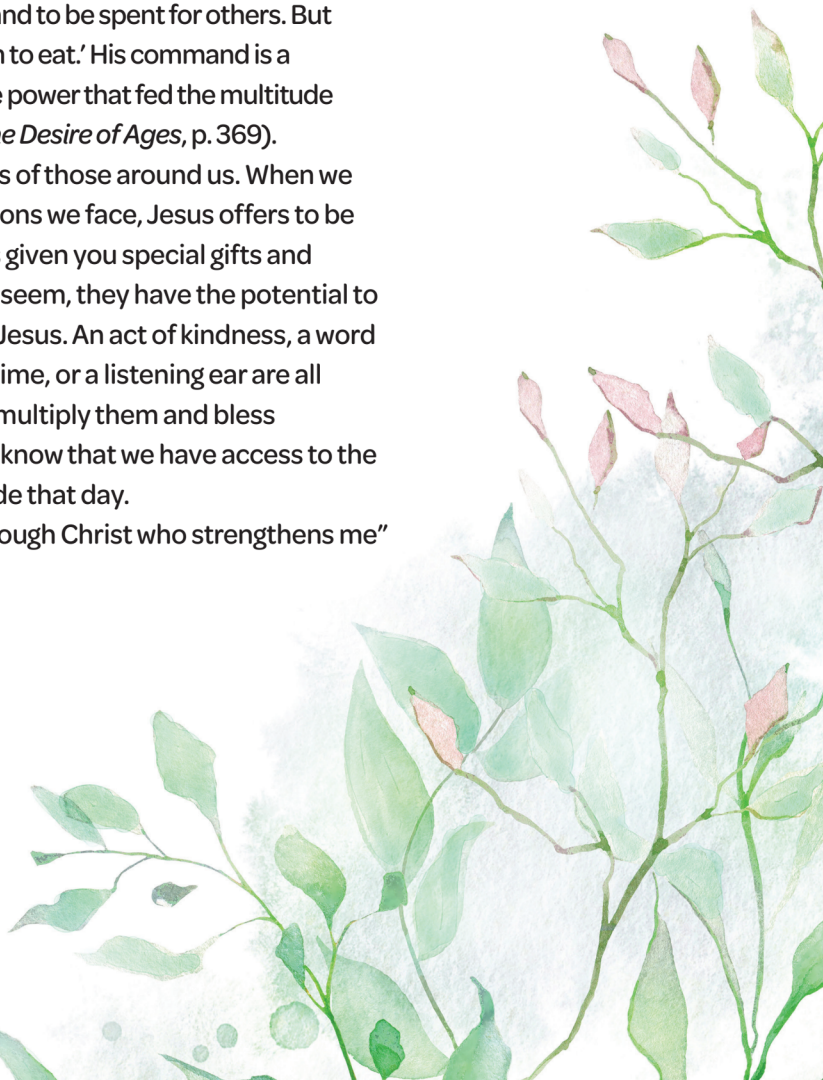 and to be spent for others. But
n to eat.’ His command is a
e power that fed the multitude
he Desire of Ages, p. 369).
s of those around us. When we
ons we face, Jesus offers to be
given you special gifts and
seem, they have the potential to
Jesus. An act of kindness, a word
ime, or a listening ear are all
multiply them and bless
know that we have access to the
de that day.
ough Christ who strengthens me”